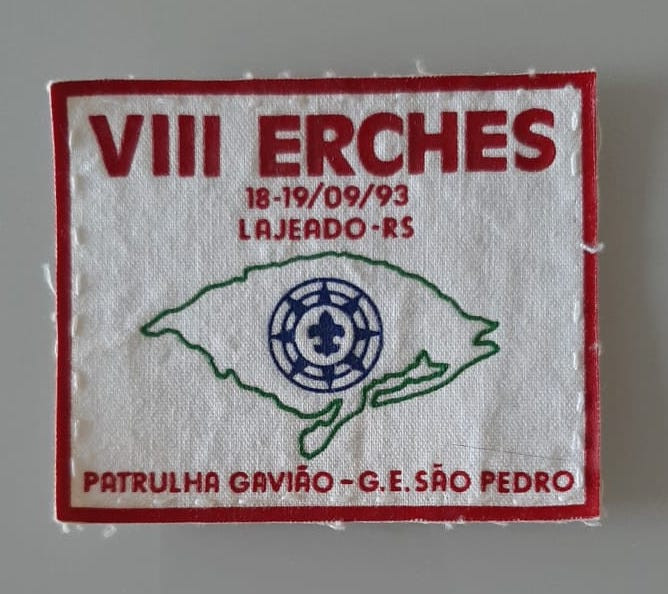 VIII ERCHES
18-19/09/93
LAJEADO-RS
PATRULHA GAVIÃO-G.E. SÃO PEDRO